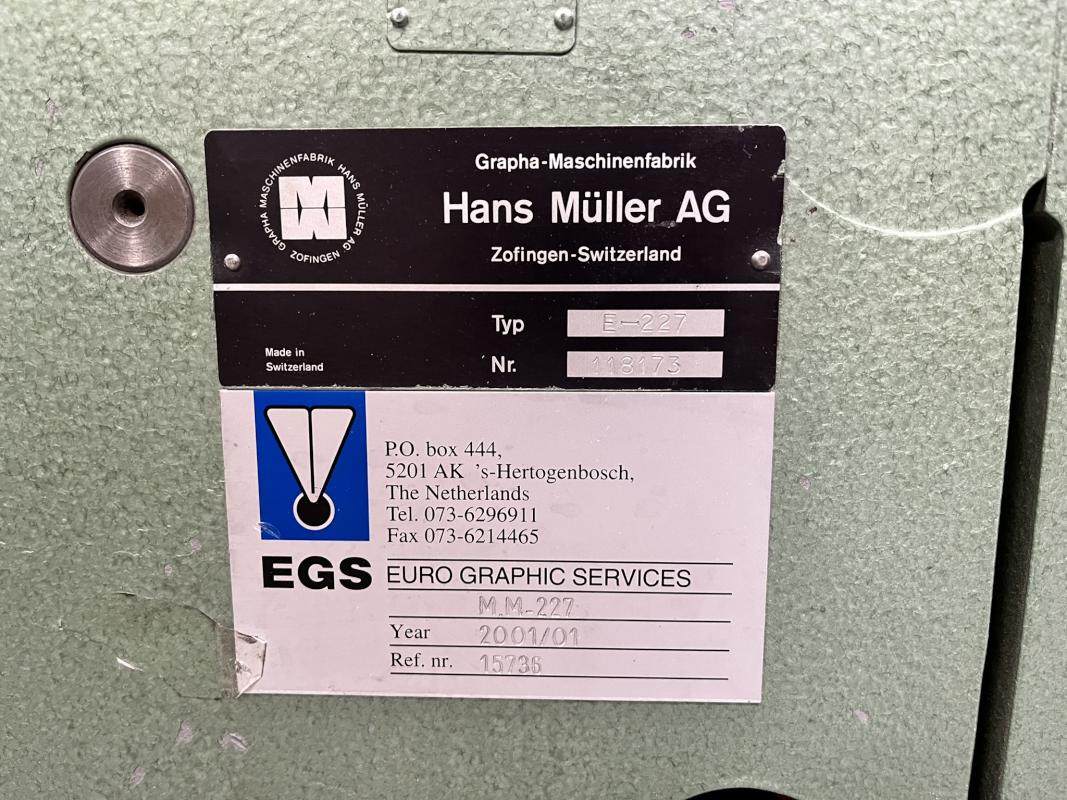 GRAPHA MASCHINENFABRIK HANS MÜLLER AG
ZOFINGEN
Grapha-Maschinenfabrik
Hans Müller AG
Zofingen-Switzerland
Typ E-227
Made in
Switzerland
Nr. 118173
P.O. box 444,
5201 AK 's-Hertogenbosch,
The Netherlands
Tel. 073-6296911
Fax 073-6214465
EGS EURO GRAPHIC SERVICES
M.M-227
Year 2001/01
Ref. nr. 15736